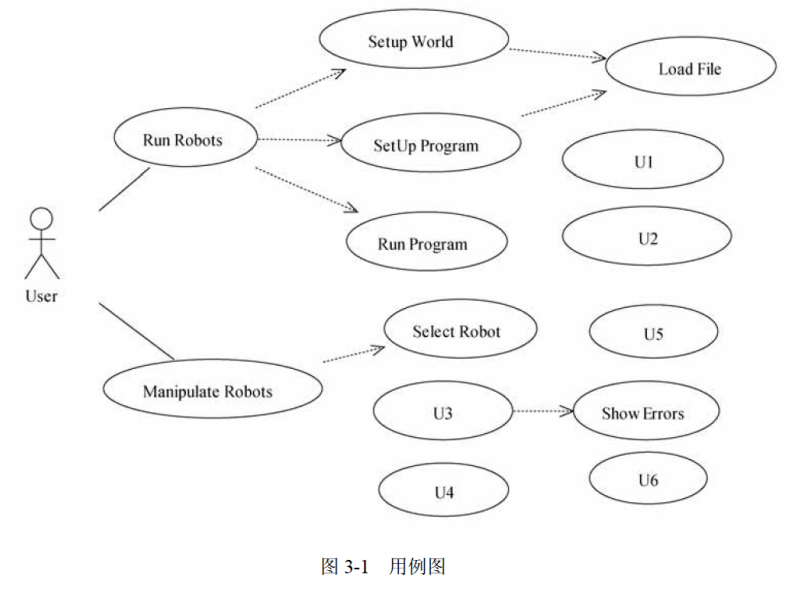 Setup World
Load File
Run Robots
SetUp Program
U1
Run Program
U2
User
Select Robot
U5
Manipulate Robots
U3
Show Errors
U4
U6
图 3-1 用例图